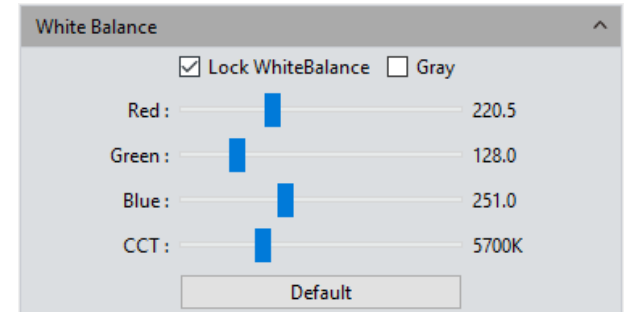 White Balance
Lock WhiteBalance Gray
Red : 220.5
Green : 128.0
Blue : 251.0
CCT : 5700K
Default